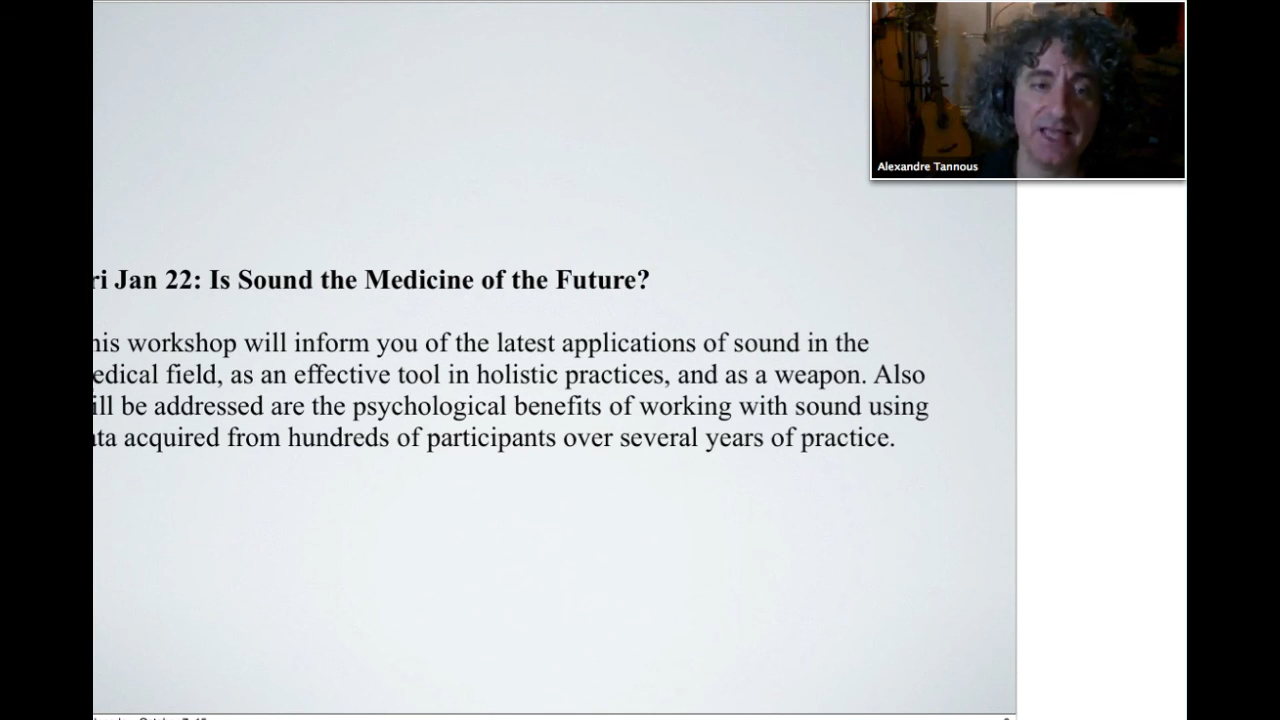 Alexandre Tannous
ri Jan 22: Is Sound the Medicine of the Future?
his workshop will inform you of the latest applications of sound in the
edical field, as an effective tool in holistic practices, and as a weapon. Also
ill be addressed are the psychological benefits of working with sound using
ta acquired from hundreds of participants over several years of practice.